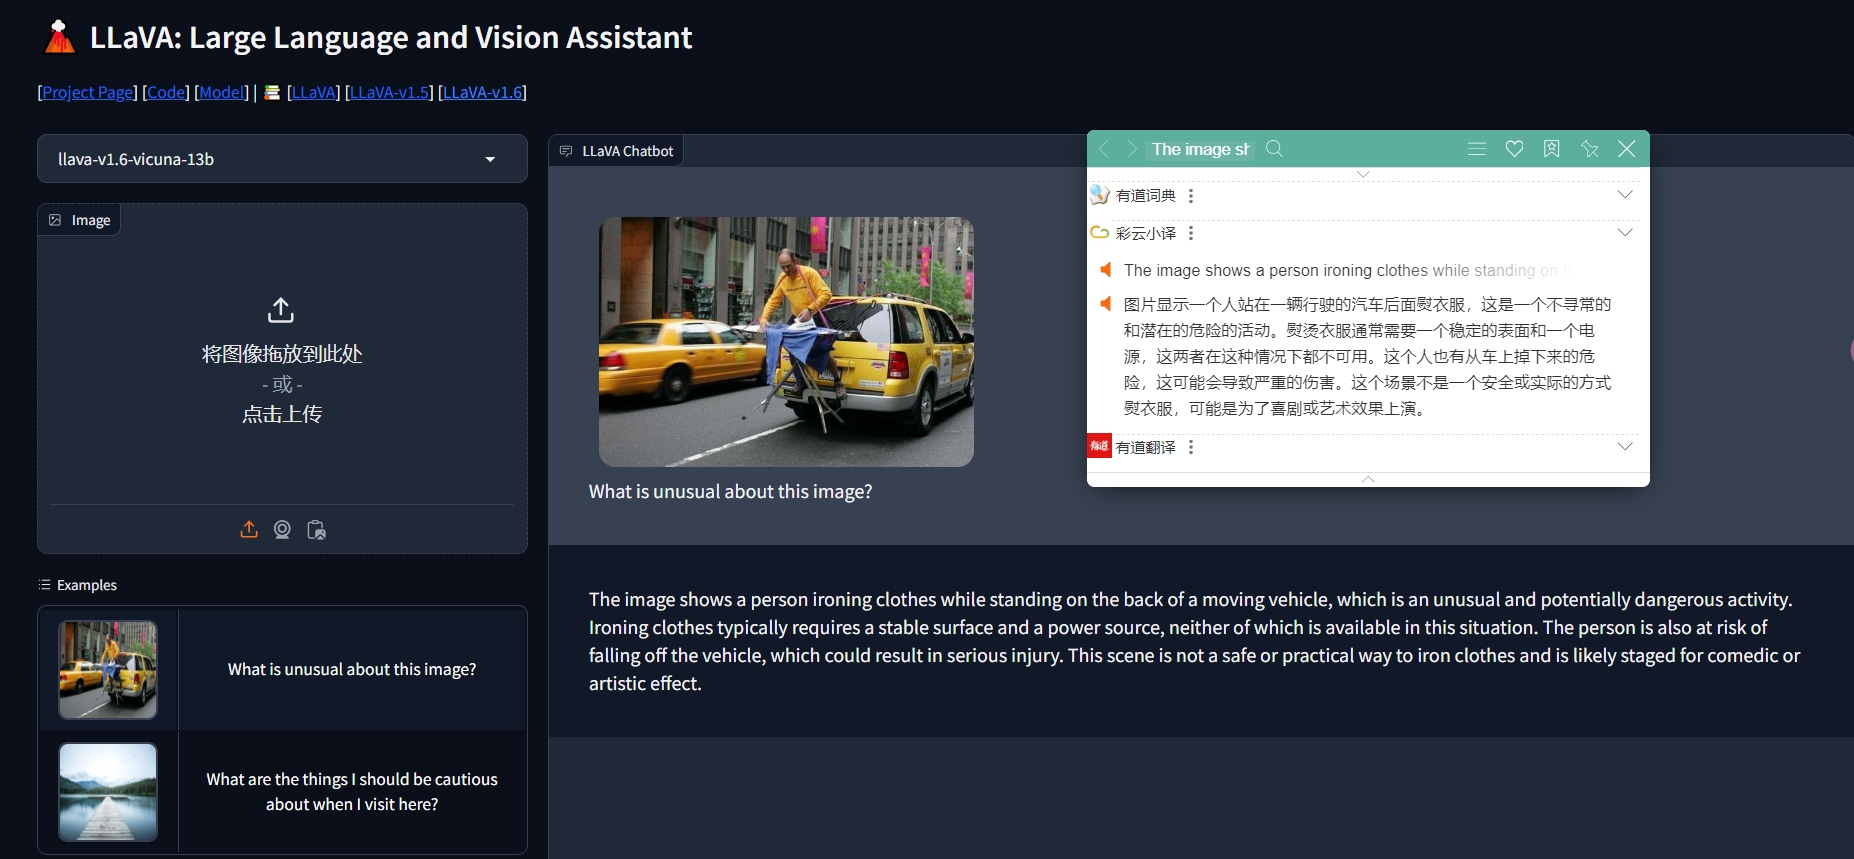 LLaVA: Large Language and Vision Assistant
[Project Page] [Code] [Model] | [LLaVA] [LLaVA-v1.5] [LLaVA-v1.6]
llava-v1.6-vicuna-13b
Image
将图像拖放到此处
- 或 -
点击上传
Examples
What is unusual about this image?
What are the things I should be cautious
about when I visit here?
LLaVA Chatbot
What is unusual about this image?
The image shows a person ironing clothes while standing on the back of a moving vehicle, which is an unusual and potentially dangerous activity.
Ironing clothes typically requires a stable surface and a power source, neither of which is available in this situation. The person is also at risk of
falling off the vehicle, which could result in serious injury. This scene is not a safe or practical way to iron clothes and is likely staged for comedic or
artistic effect.
The image sh
有道词典
彩云小译
The image shows a person ironing clothes while standing on
图片显示一个人站在一辆行驶的汽车后面熨衣服，这是一个不寻常的
和潜在的危险的活动。熨烫衣服通常需要一个稳定的表面和一个电
源，这两者在这种情况下都不可用。这个人也有从车上掉下来的危
险，这可能会导致严重的伤害。这个场景不是一个安全或实际的方式
熨衣服，可能是为了喜剧或艺术效果上演。
有道
有道翻译